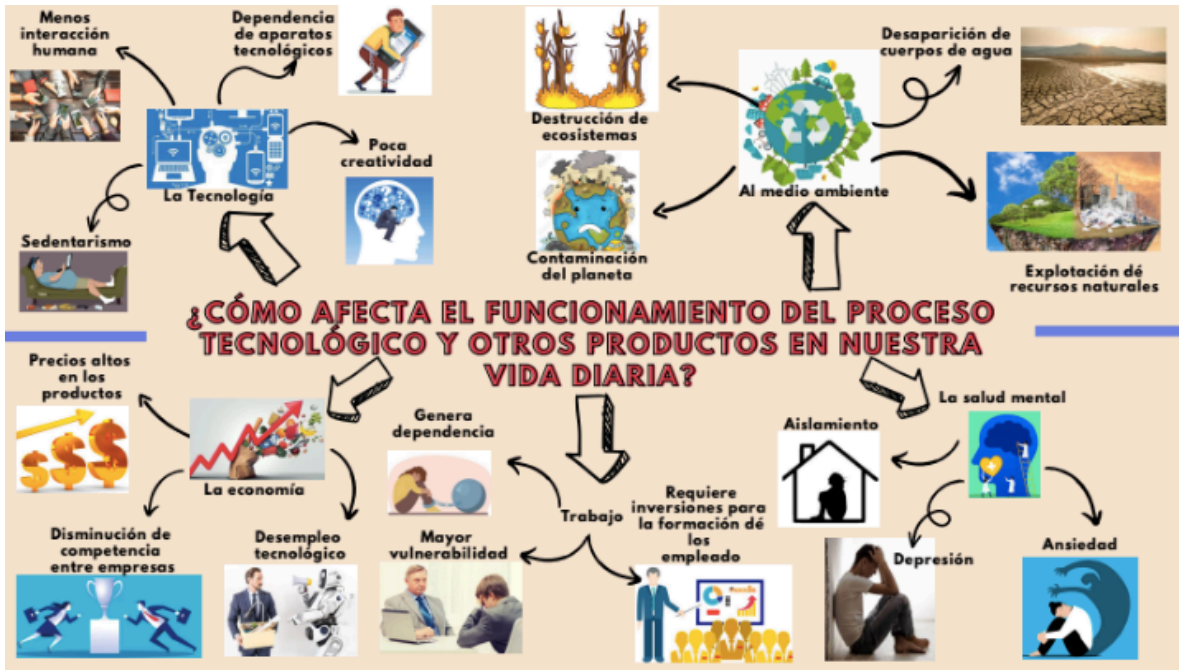 Menos
interacción
humana
Dependencia
de aparatos
tecnológicos
Poca
creatividad
La Tecnología
Sedentarismo
Destrucción de
ecosistemas
Contaminación
del planeta
Desaparición de
cuerpos de agua
Al medio ambiente
Explotación dé
recursos naturales
¿CÓMO AFECTA EL FUNCIONAMIENTO DEL PROCESO
TECNOLÓGICO Y OTROS PRODUCTOS EN NUESTRA
VIDA DIARIA?
Precios altos
en los
productos
La economía
Disminución de
competencia
entre empresas
Desempleo
tecnológico
Genera
dependencia
Trabajo
Mayor
vulnerabilidad
Requiere
inversiones para
la formación dé
los
empleado
La salud mental
Aislamiento
Depresión
Ansiedad